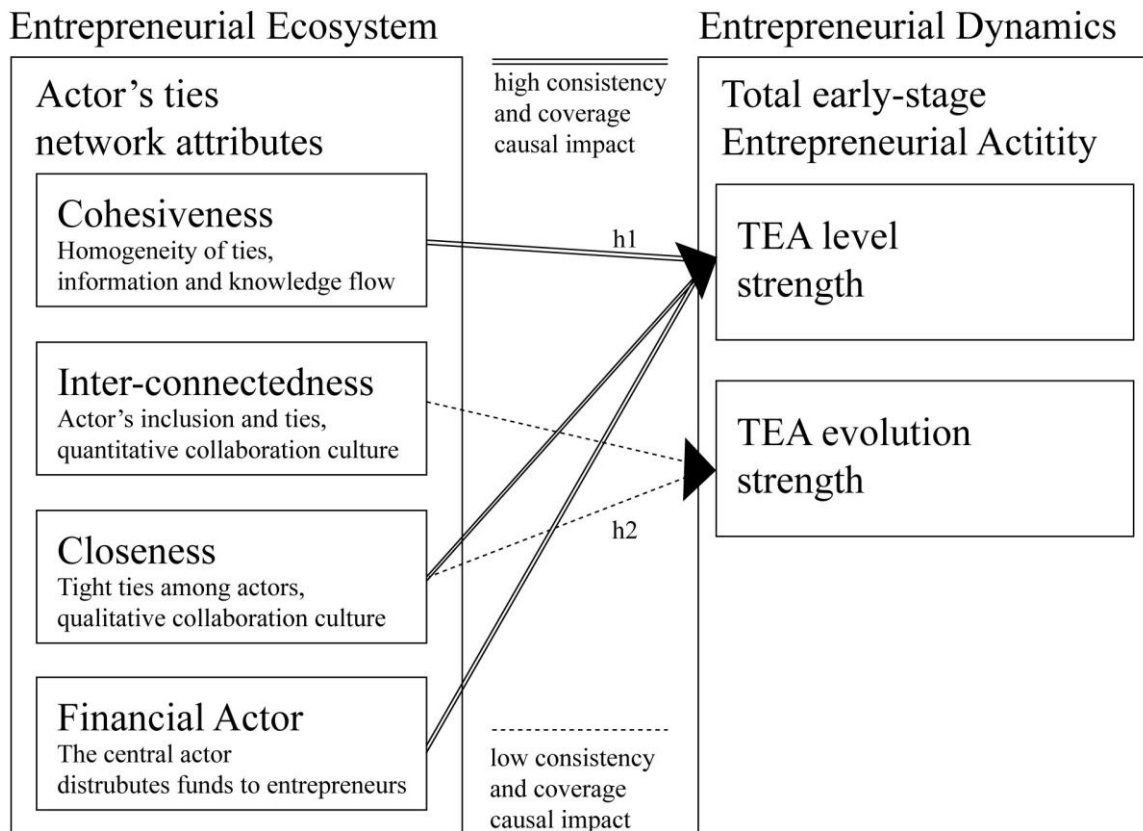 Entrepreneurial Ecosystem
Entrepreneurial Dynamics
Actor’s ties
network attributes
Cohesiveness
Homogeneity of ties,
information and knowledge flow
Inter-connectedness
Actor’s inclusion and ties,
quantitative collaboration culture
Closeness
Tight ties among actors,
qualitative collaboration culture
Financial Actor
The central actor
distrubutes funds to entrepreneurs
high consistency
and coverage
causal impact
h1
h2
low consistency
and coverage
causal impact
Total early-stage
Entrepreneurial Actitity
TEA level
strength
TEA evolution
strength